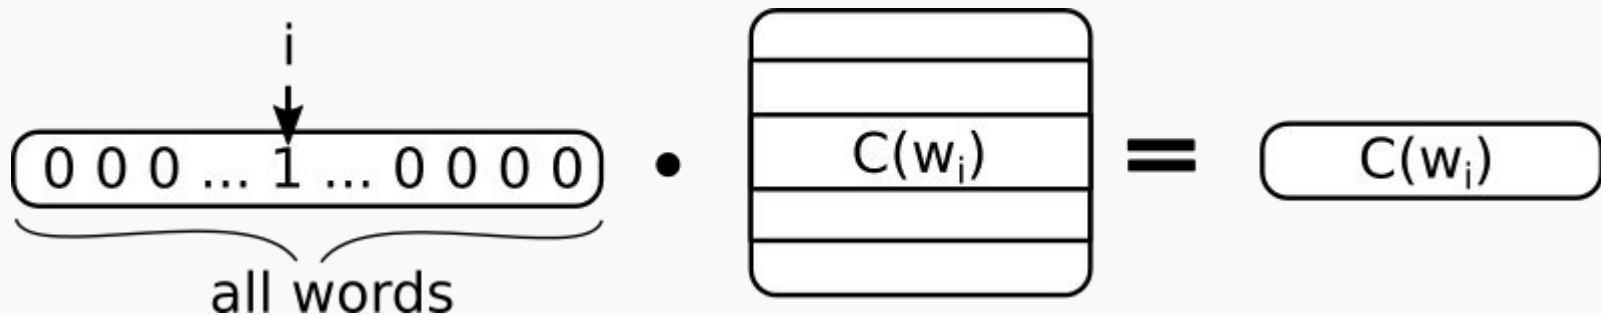 i
0 0 0 ... 1 ... 0 0 0 0 • C(wᵢ) = C(wᵢ)
all words